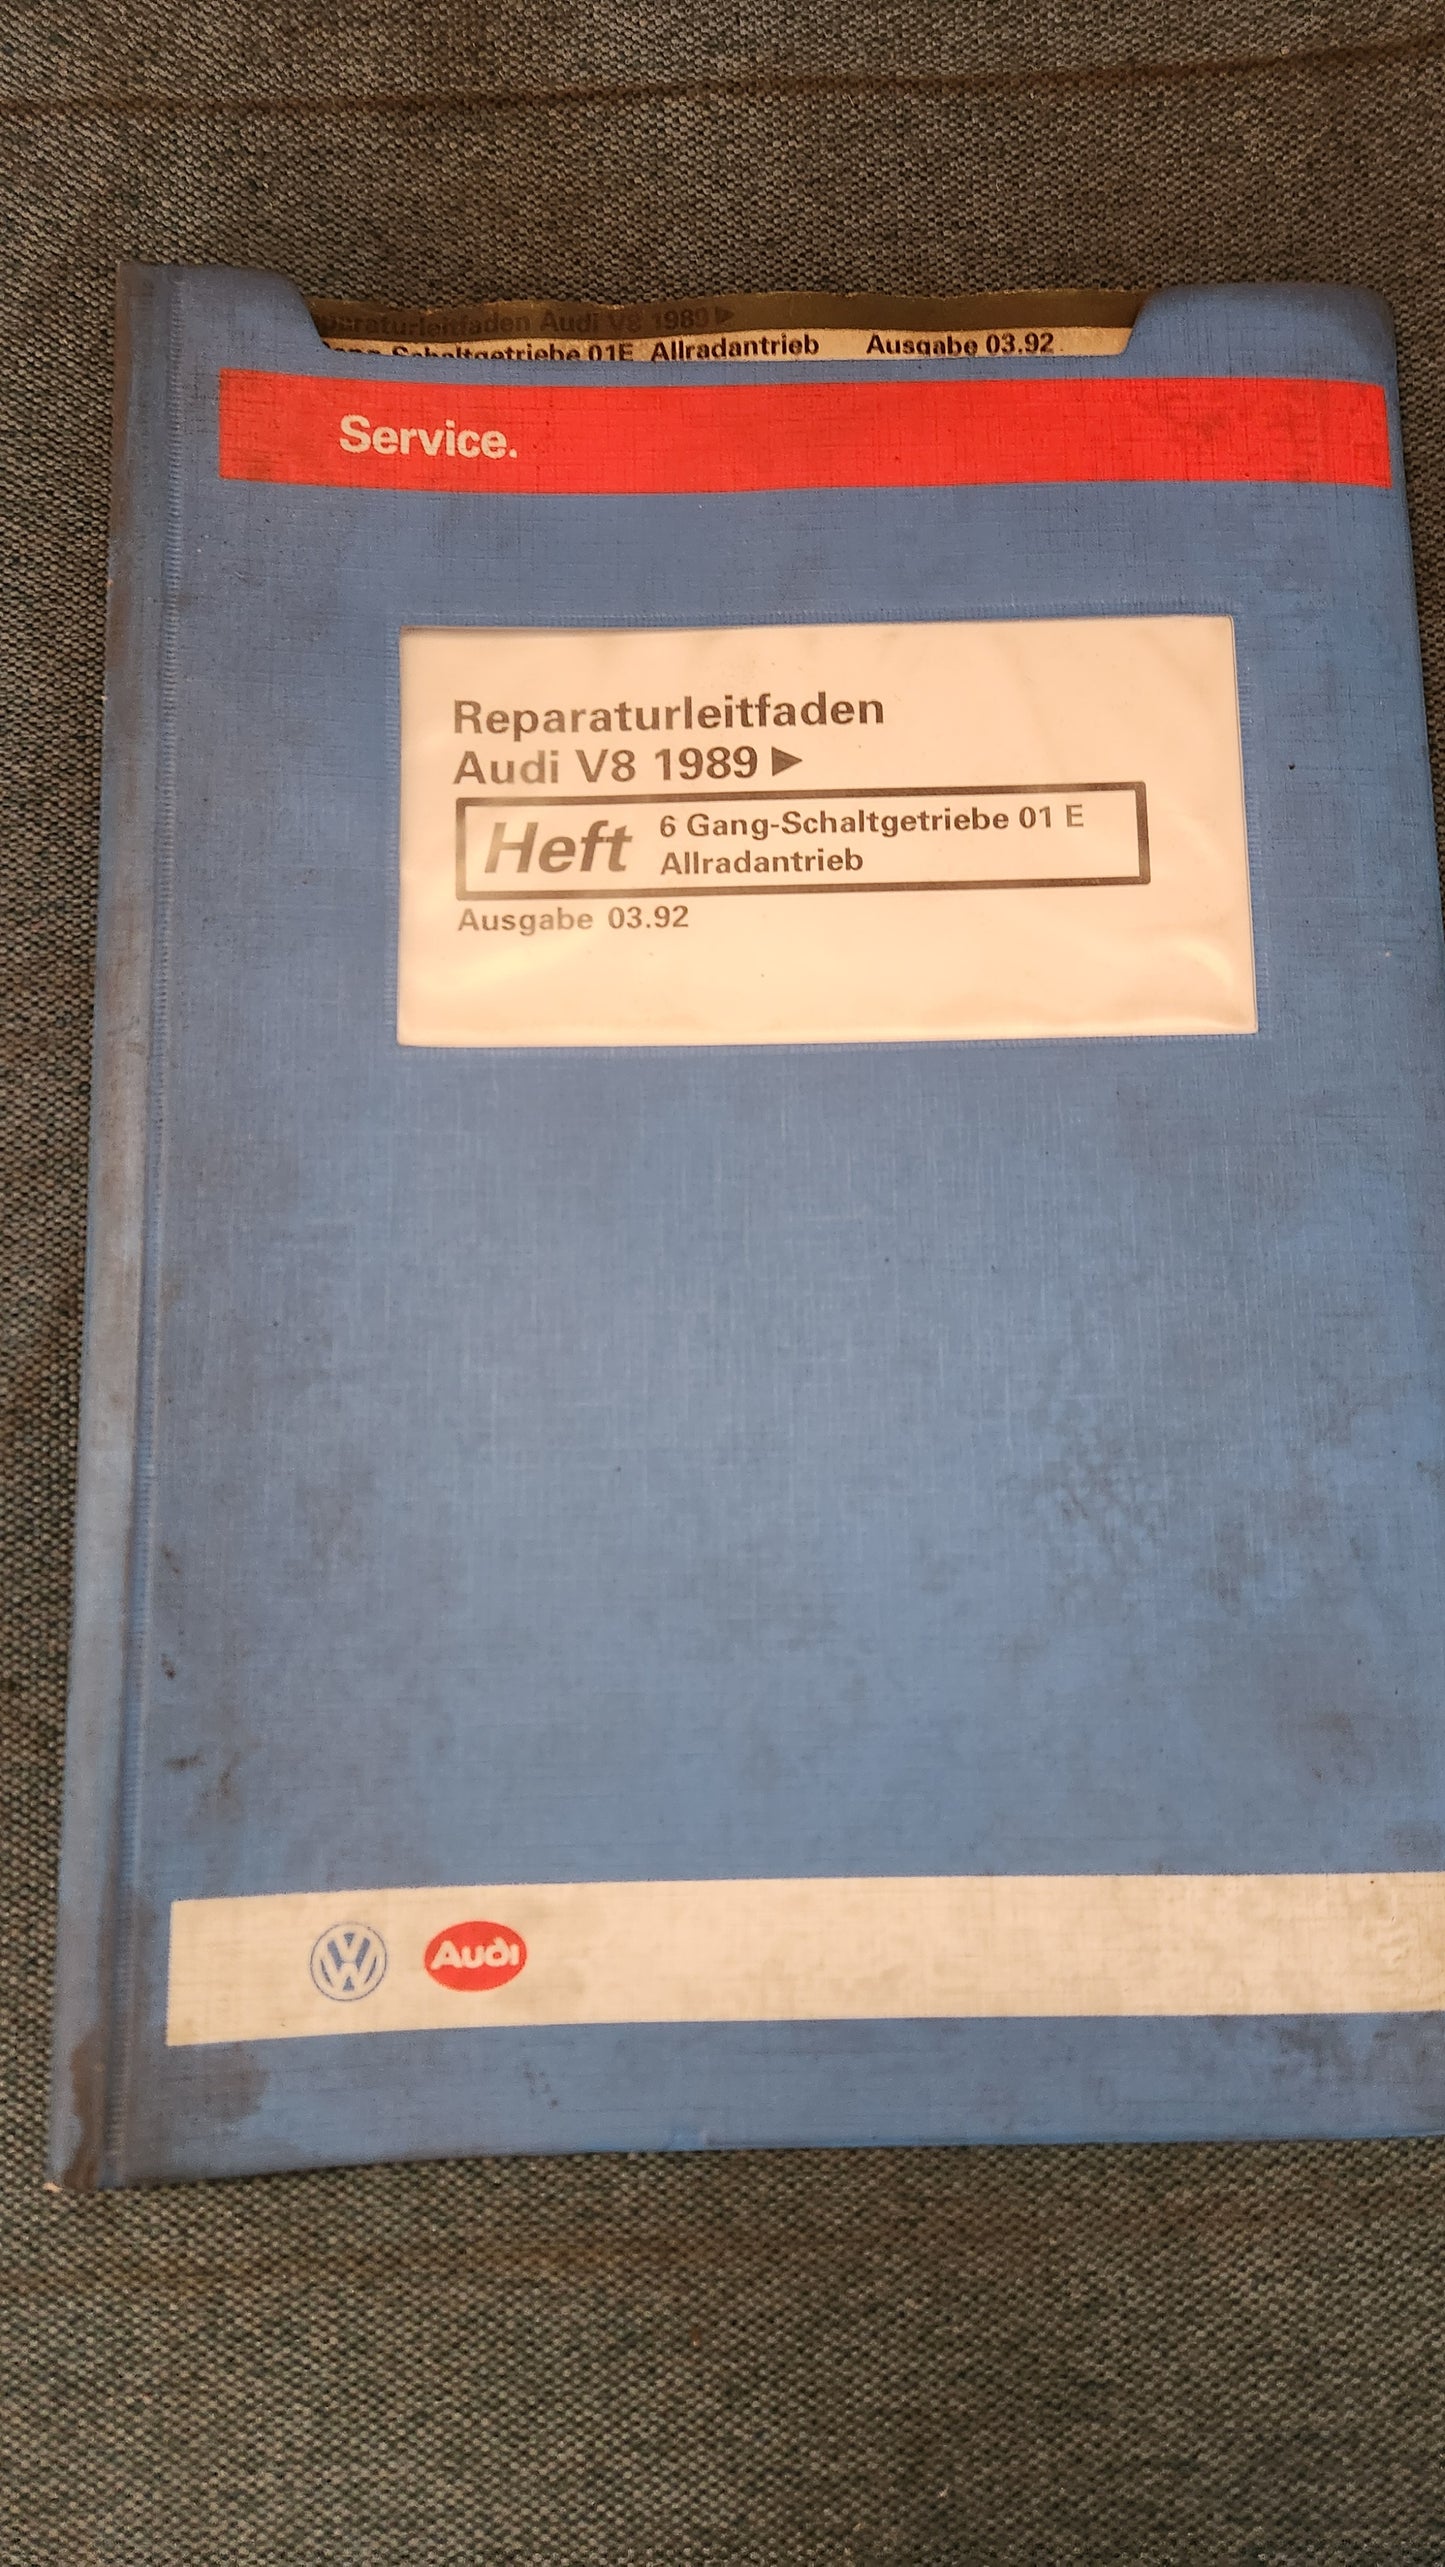 Reparaturleitfaden Audi V8 1989 ▶
Schaltgetriebe 01E Allradantrieb Ausgabe 03.92
Service.
Reparaturleitfaden
Audi V8 1989 ▶
Heft
6 Gang-Schaltgetriebe 01 E
Allradantrieb
Ausgabe 03.92
VW
Audi